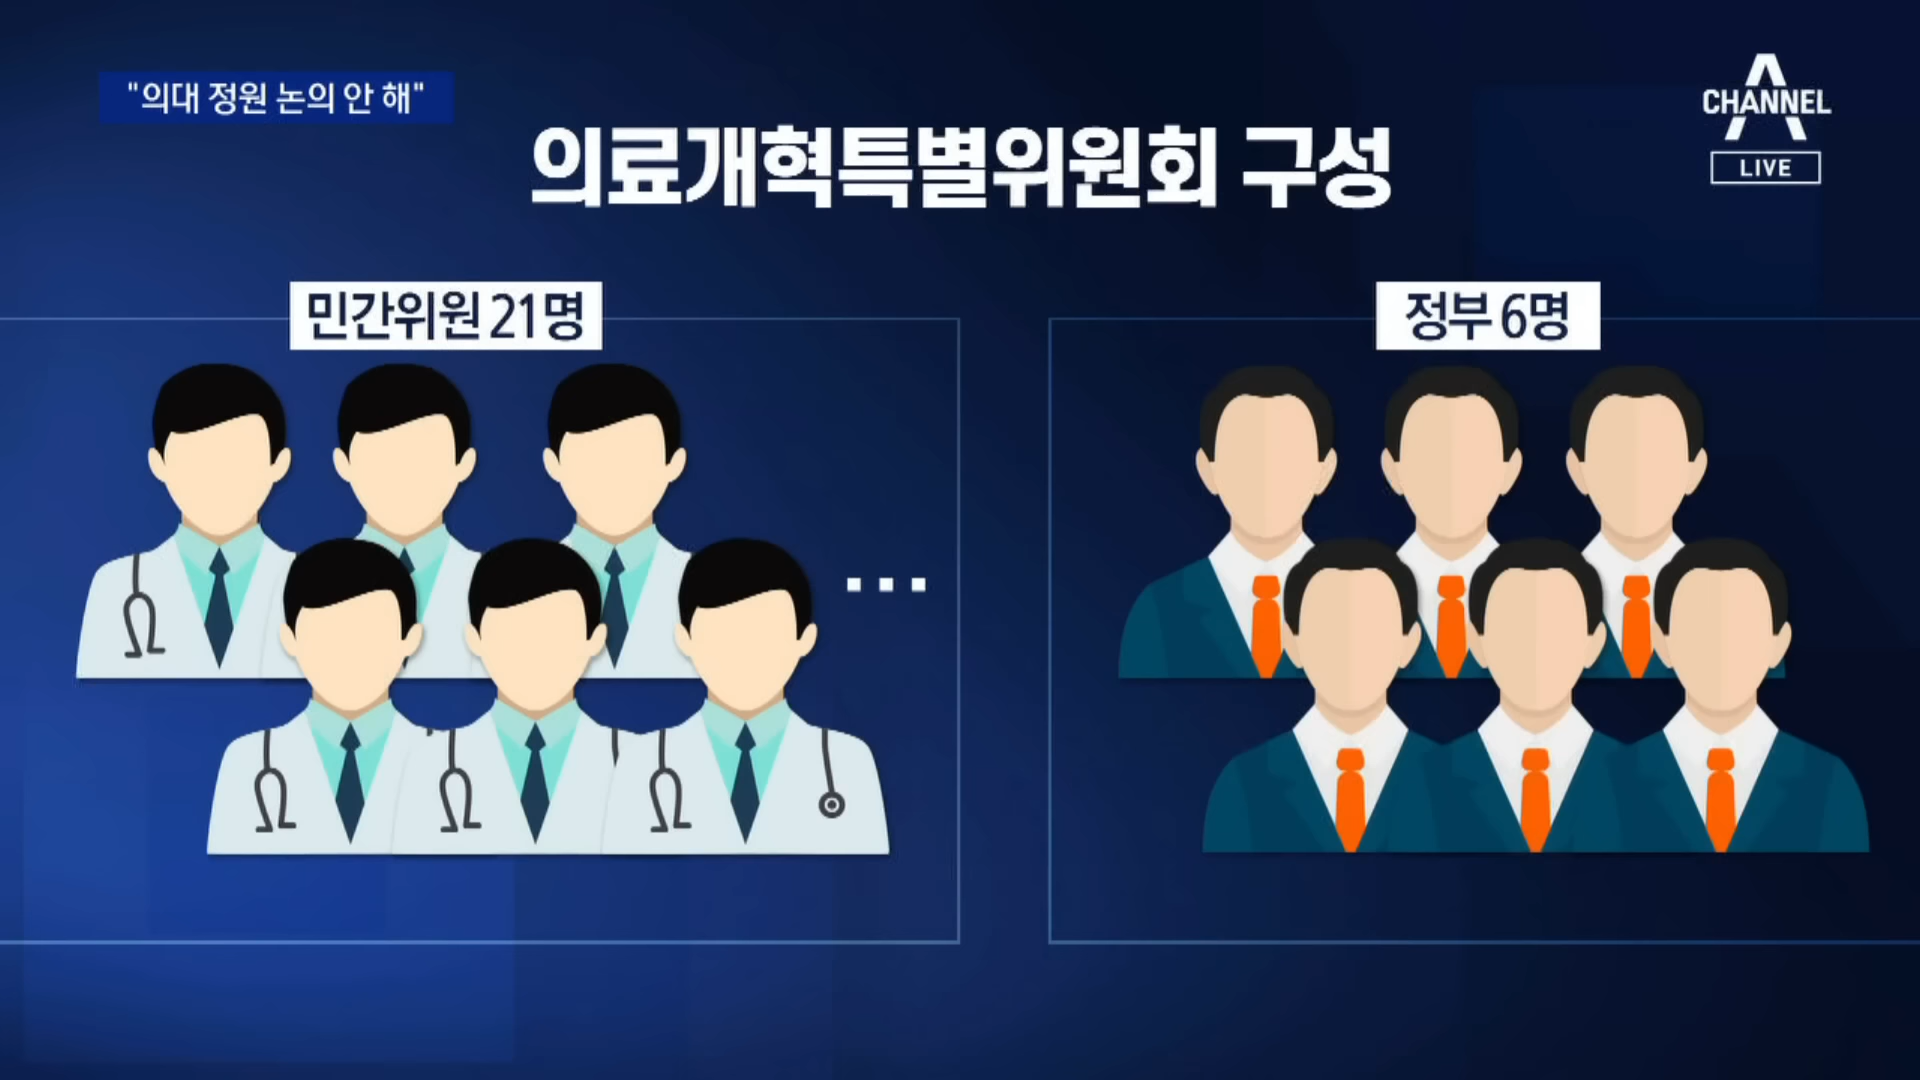 "의대 정원 논의 안 해"
CHANNEL A
LIVE
의료개혁특별위원회 구성
민간위원 21명
정부 6명
...